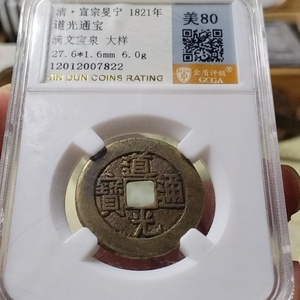 清·宣宗旻宁 1821年
道光通宝
满文宝泉 大样
27.6*1.6mm 6.0g
12012007822
美80
金盾评级
GCGA
JIN DUN COINS RATING
道光通寶